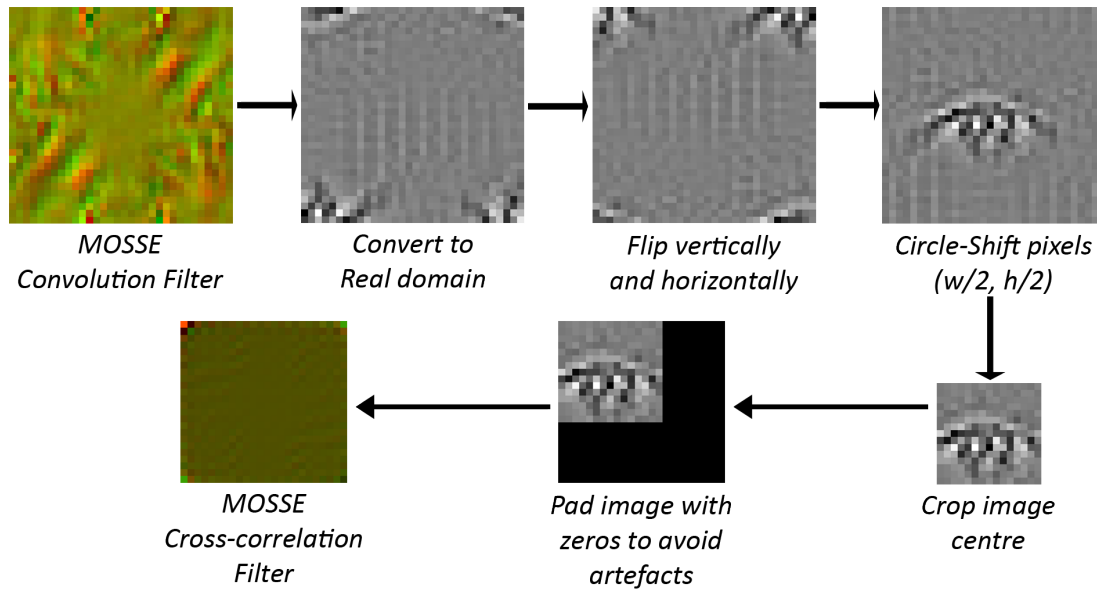 MOSSE
Convolution Filter
Convert to
Real domain
Flip vertically
and horizontally
Circle-Shift pixels
(w/2, h/2)
Crop image
centre
Pad image with
zeros to avoid
artefacts
MOSSE
Cross-correlation
Filter